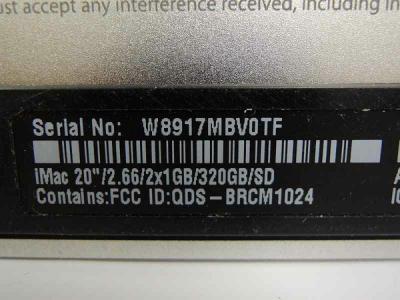 ust accept any interference received, including in
Serial No: W8917MBV0TF
iMac 20"/2.66/2x1GB/320GB/SD
Contains:FCC ID:QDS-BRCM1024